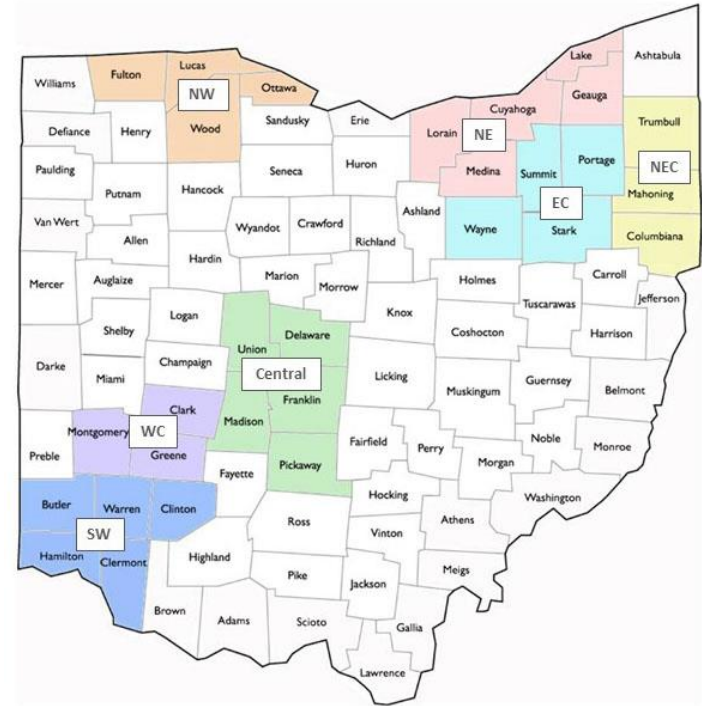 Lake
Ashtabula
Lucas
Fulton
Williams
Geauga
Ottawa
NW
Cuyahoga
Trumbull
Sandusky
Erie
Lorain
NE
Defiance
Henry
Wood
Portage
NEC
Paulding
Seneca
Huron
Medina
Summit
Mahoning
Putnam
Hancock
EC
Van Wert
Ashland
Wyandot
Crawford
Wayne
Stark
Columbiana
Allen
Richland
Hardin
Carroll
Mercer
Auglaize
Marion
Morrow
Holmes
Jefferson
Tuscarawas
Logan
Knox
Shelby
Delaware
Coshocton
Harrison
Union
Darke
Champaign
Central
Licking
Miami
Guernsey
Belmont
Franklin
Muskingum
Clark
Madison
Montgomery
WC
Fairfield
Perry
Noble
Monroe
Preble
Greene
Pickaway
Morgan
Fayette
Hocking
Washington
Butler
Warren
Clinton
Ross
Athens
SW
Vinton
Hamilton
Clermont
Highland
Meigs
Pike
Jackson
Brown
Adams
Scioto
Gallia
Lawrence